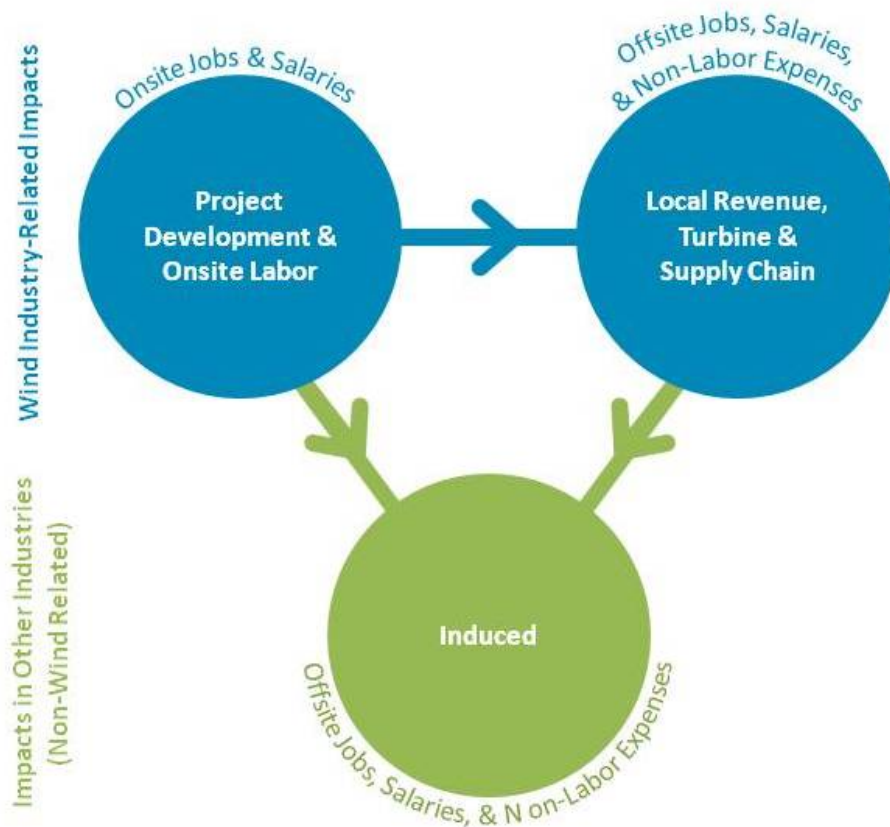 Wind Industry-Related Impacts
Onsite Jobs & Salaries
Project
Development &
Onsite Labor
Offsite Jobs, Salaries,
& Non-Labor Expenses
Local Revenue,
Turbine &
Supply Chain
Impacts in Other Industries
(Non-Wind Related)
Induced
Offsite Jobs, Salaries, & N on-Labor Expenses